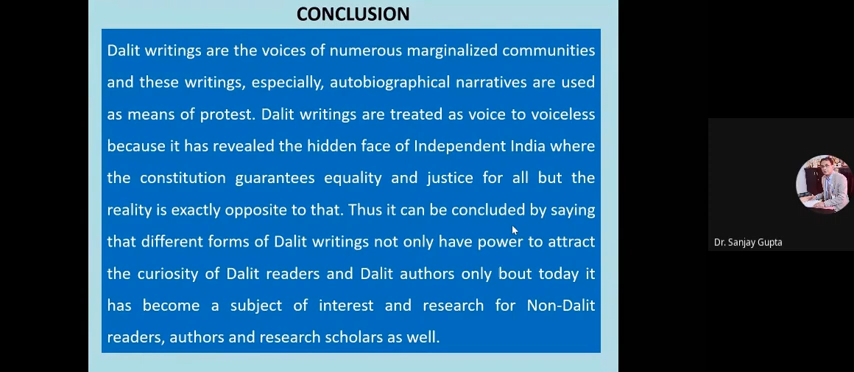 CONCLUSION
Dalit writings are the voices of numerous marginalized communities
and these writings, especially, autobiographical narratives are used
as means of protest. Dalit writings are treated as voice to voiceless
because it has revealed the hidden face of Independent India where
the constitution guarantees equality and justice for all but the
reality is exactly opposite to that. Thus it can be concluded by saying
that different forms of Dalit writings not only have power to attract
the curiosity of Dalit readers and Dalit authors only bout today it
has become a subject of interest and research for Non-Dalit
readers, authors and research scholars as well.
Dr. Sanjay Gupta